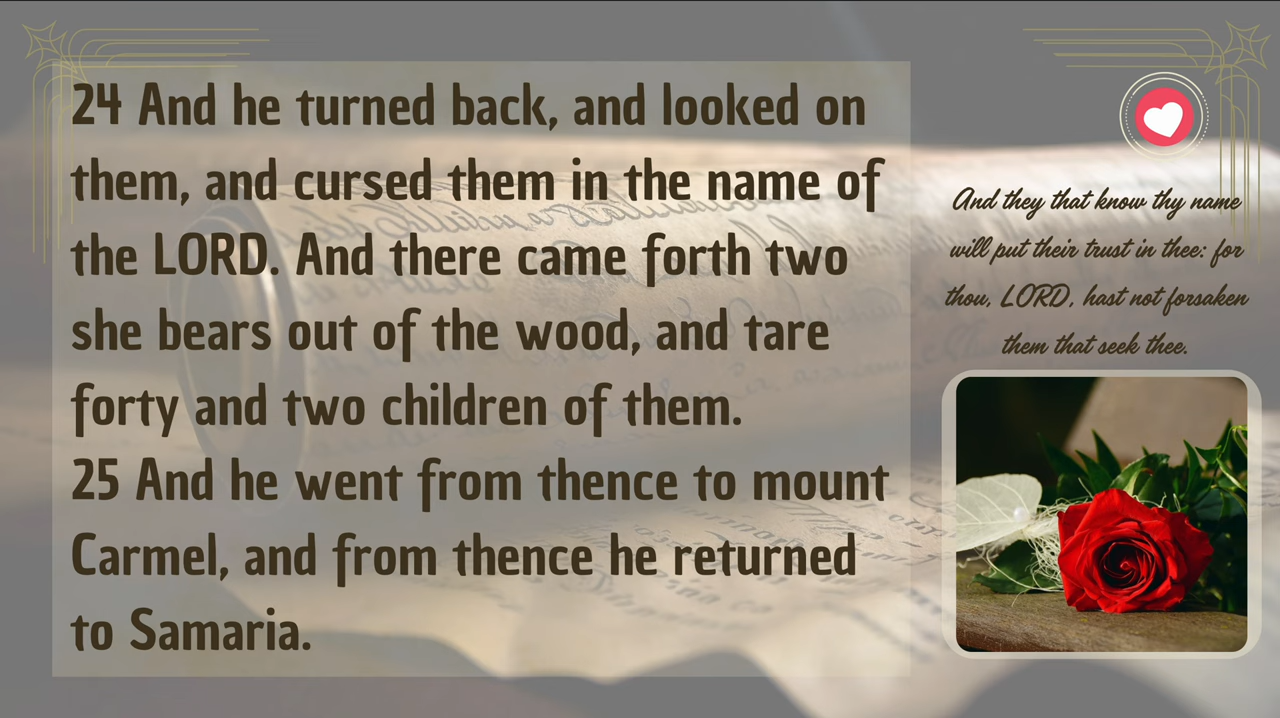 24 And he turned back, and looked on
them, and cursed them in the name of
the LORD. And there came forth two
she bears out of the wood, and tare
forty and two children of them.
25 And he went from thence to mount
Carmel, and from thence he returned
to Samaria.
And they that know thy name
will put their trust in thee: for
thou, LORD, hast not forsaken
them that seek thee.